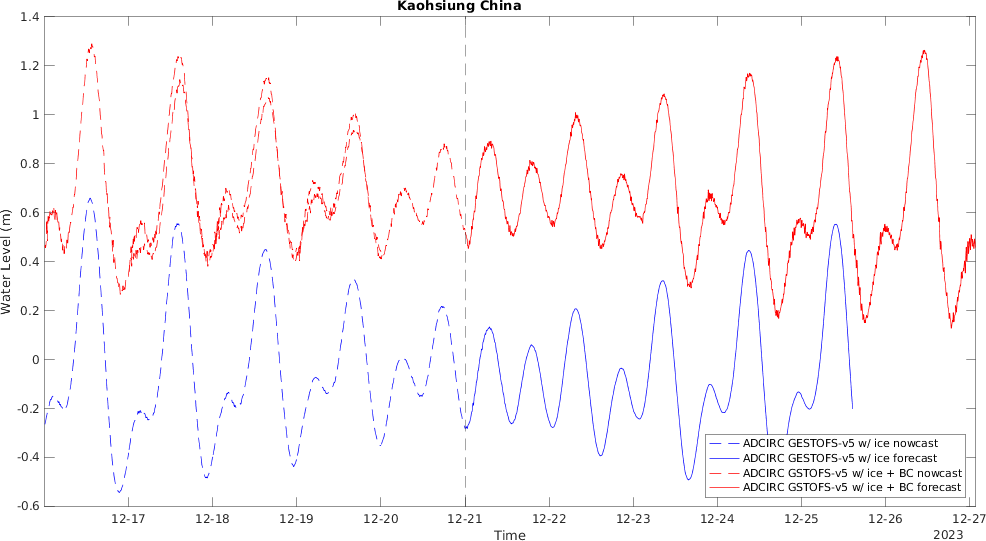 Kaohsiung China
1.4
1.2
1
0.8
0.6
0.4
0.2
0
-0.2
-0.4
-0.6
Water Level (m)
ADCIRC GESTOFS-v5 w/ ice nowcast
ADCIRC GESTOFS-v5 w/ ice forecast
ADCIRC GSTOFS-v5 w/ ice + BC nowcast
ADCIRC GSTOFS-v5 w/ ice + BC forecast
12-17 12-18 12-19 12-20 12-21 12-22 12-23 12-24 12-25 12-26 12-27
Time
2023